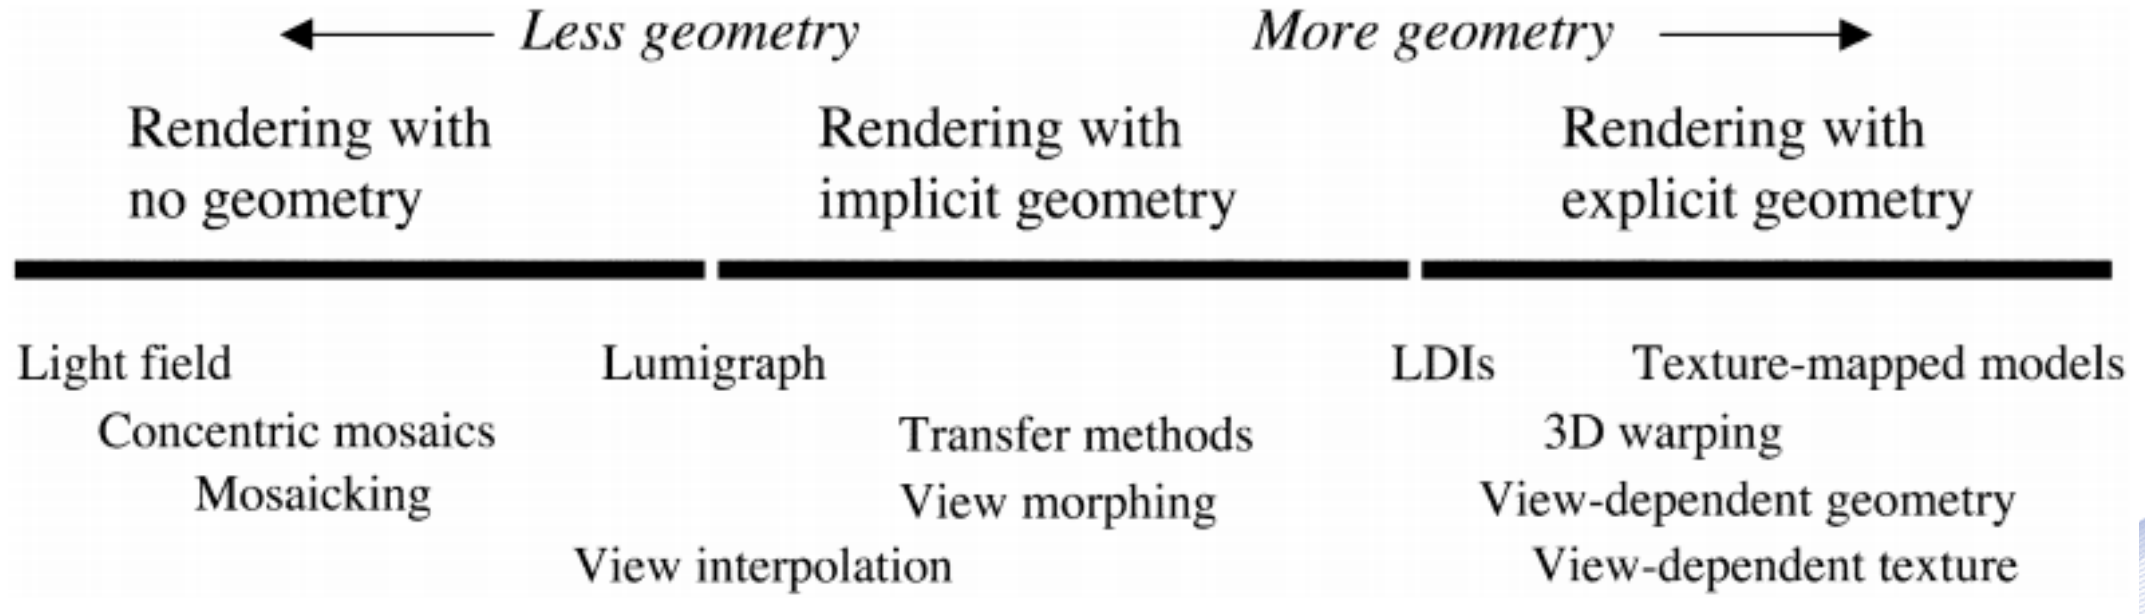 Less geometry
More geometry
Rendering with
no geometry
Rendering with
implicit geometry
Rendering with
explicit geometry
Light field
Lumigraph
LDIs
Texture-mapped models
Concentric mosaics
Transfer methods
3D warping
Mosaicking
View morphing
View-dependent geometry
View interpolation
View-dependent texture